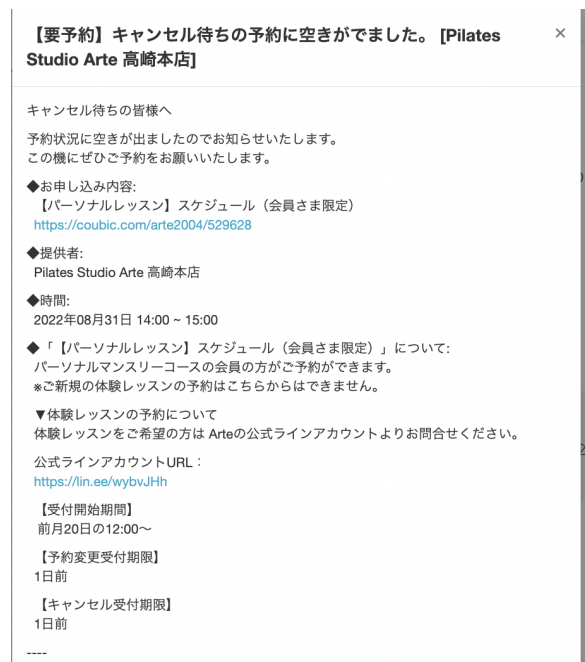 【要予約】キャンセル待ちの予約に空きがでました。 [Pilates
Studio Arte 高崎本店]
×
キャンセル待ちの皆様へ
予約状況に空きが出ましたのでお知らせいたします。
この機にぜひご予約をお願いいたします。
◆お申し込み内容:
【パーソナルレッスン】スケジュール（会員さま限定）
https://coubic.com/arte2004/529628
◆提供者:
Pilates Studio Arte 高崎本店
◆時間:
2022年08月31日 14:00 ~ 15:00
◆「【パーソナルレッスン】スケジュール（会員さま限定）」について:
パーソナルマンスリーコースの会員の方がご予約ができます。
※ご新規の体験レッスンの予約はこちらからはできません。
▼体験レッスンの予約について
体験レッスンをご希望の方は Arteの公式ラインアカウントよりお問合せください。
公式ラインアカウントURL：
https://lin.ee/wybvJHh
【受付開始期間】
前月20日の12:00〜
【予約変更受付期限】
1日前
【キャンセル受付期限】
1日前
----